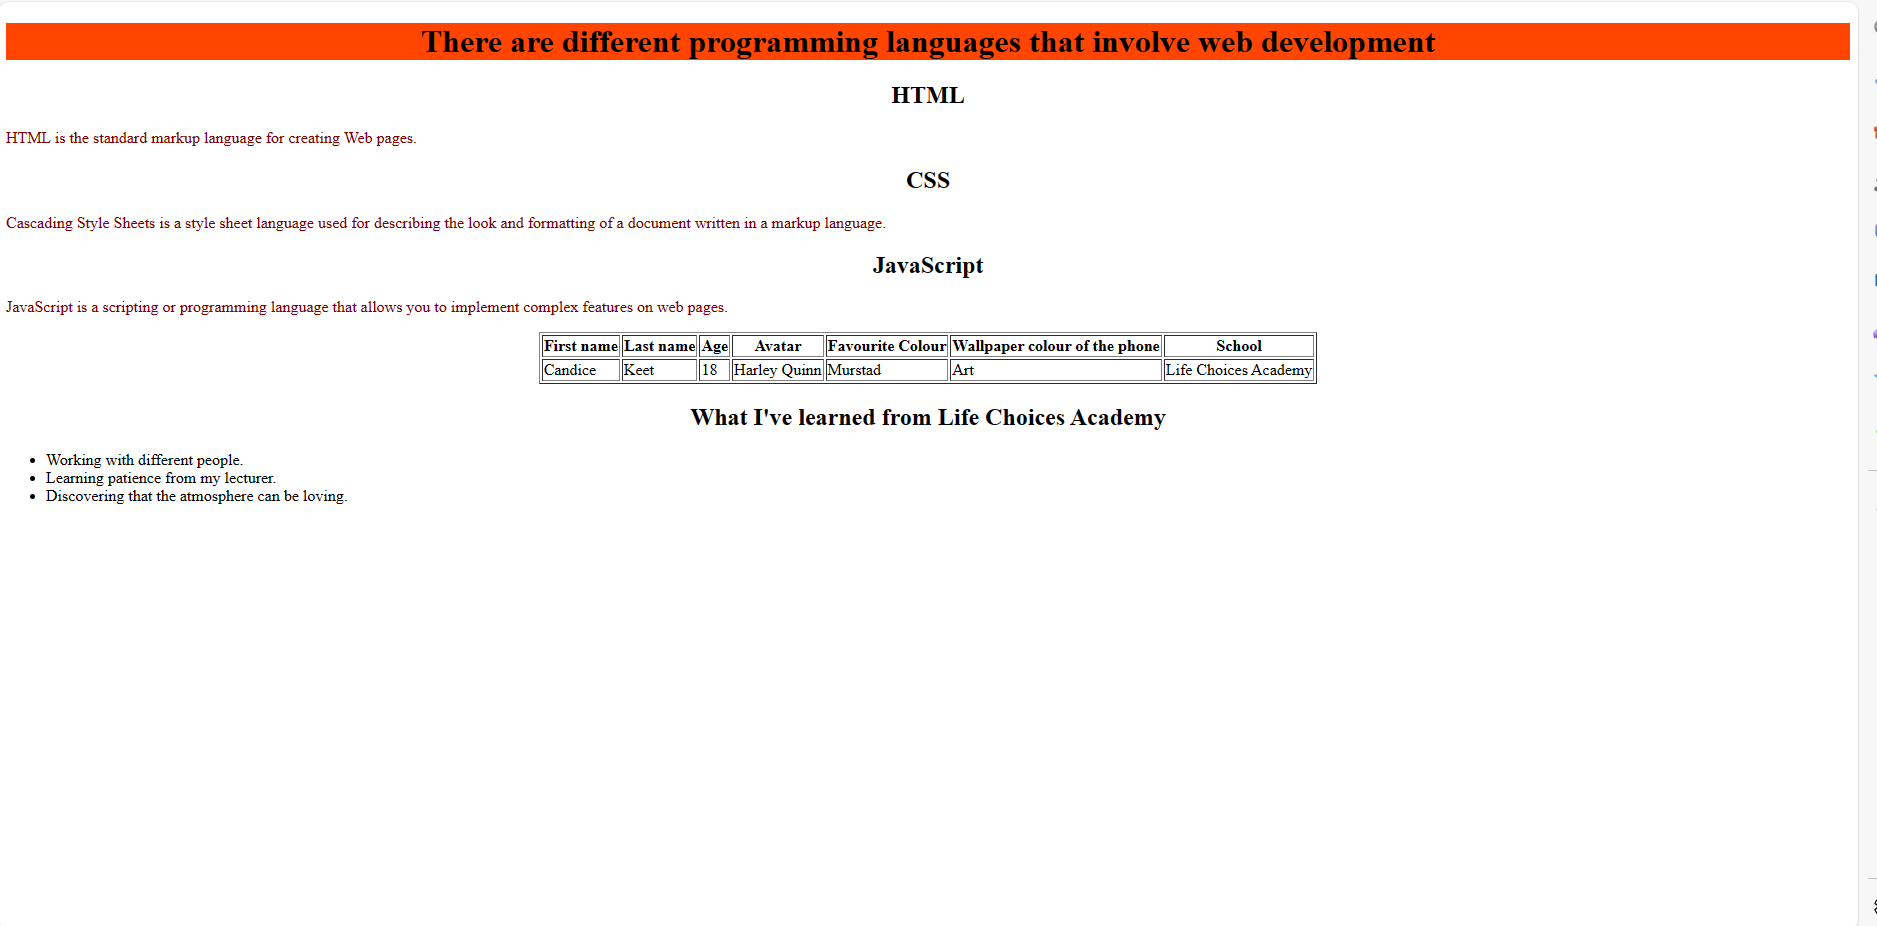 There are different programming languages that involve web development
HTML
HTML is the standard markup language for creating Web pages.
CSS
Cascading Style Sheets is a style sheet language used for describing the look and formatting of a document written in a markup language.
JavaScript
JavaScript is a scripting or programming language that allows you to implement complex features on web pages.
First name Last name Age Avatar Favourite Colour Wallpaper colour of the phone School
Candice Keet 18 Harley Quinn Murstad Art Life Choices Academy
What I've learned from Life Choices Academy
Working with different people.
Learning patience from my lecturer.
Discovering that the atmosphere can be loving.